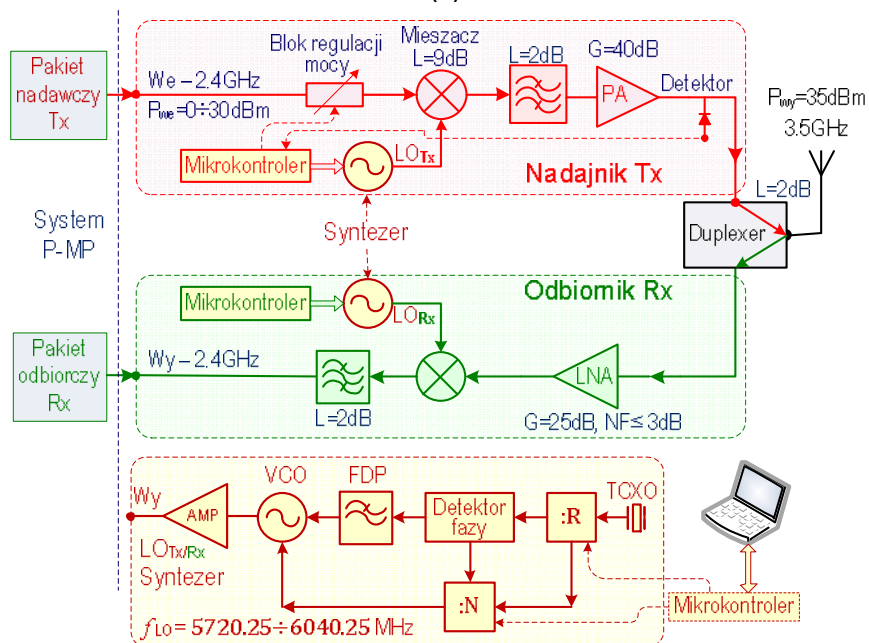 Pakiet
nadawczy
Tx
We – 2.4GHz
Pwe=0÷30dBm
Blok regulacji
mocy
Mieszacz
L=9dB
L=2dB
G=40dB
PA
Detektor
Pwy=35dBm
3.5GHz
Mikrokontroler
LOTx
Nadajnik Tx
L=2dB
Duplexer
System
P-MP
Syntezer
Mikrokontroler
LORx
Odbiornik Rx
Pakiet
odbiorczy
Rx
Wy – 2.4GHz
L=2dB
LNA
G=25dB, NF≤3dB
VCO
FDP
TCXO
Wy
AMP
Detektor
fazy
:R
LOTx/Rx
Syntezer
:N
Mikrokontroler
fLo= 5720.25÷6040.25 MHz